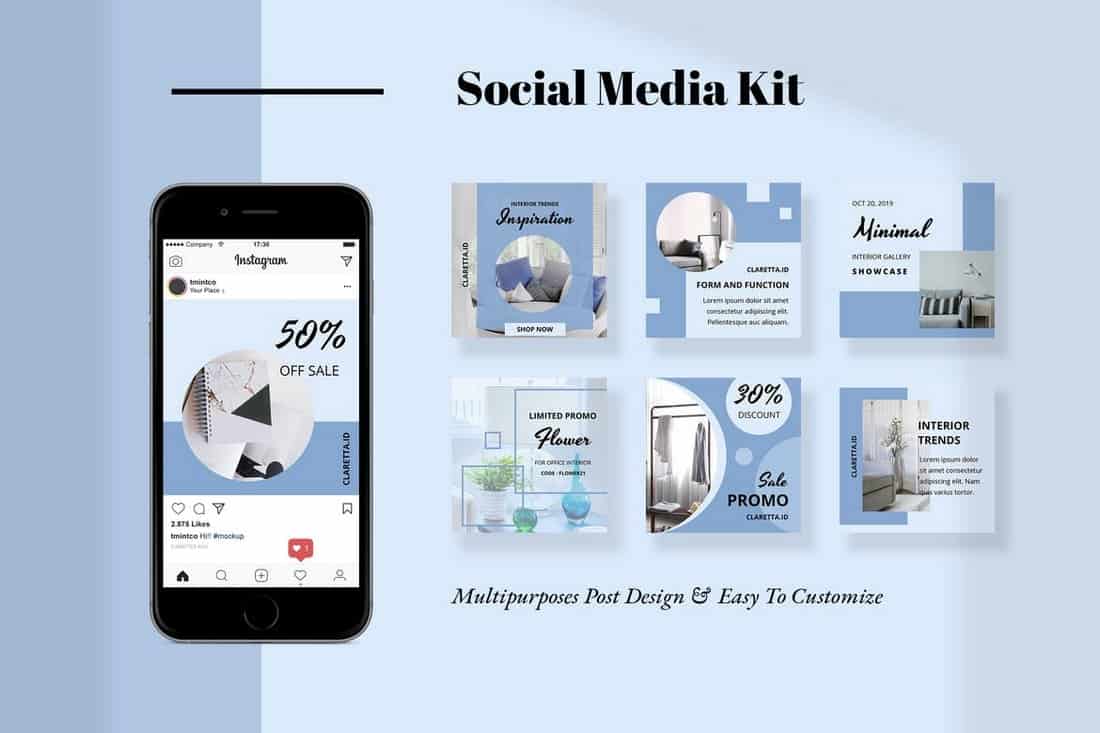 Social Media Kit
Company
17:36
Instagram
tmintco
Your Place
50%
OFF SALE
CLARETTA.ID
2.875 Likes
tmintco Hi!! #mockup
1
INTERIOR TRENDS
Inspiration
CLARETTA.ID
SHOP NOW
CLARETTA.ID
FORM AND FUNCTION
Lorem ipsum dolor sit amet
consectetur adipiscing elit.
Pellentesque auc aliquam.
OCT 20, 2019
Minimal
INTERIOR GALLERY
SHOWCASE
LIMITED PROMO
Flower
FOR OFFICE INTERIOR
CODE : FLOWER21
30%
DISCOUNT
Sale
PROMO
CLARETTA.ID
CLARETTA.ID
INTERIOR
TRENDS
Lorem ipsum dolor
sit amet consectetur
adipiscing elit. Nam
quis varius tortor.
Multipurposes Post Design & Easy To Customize